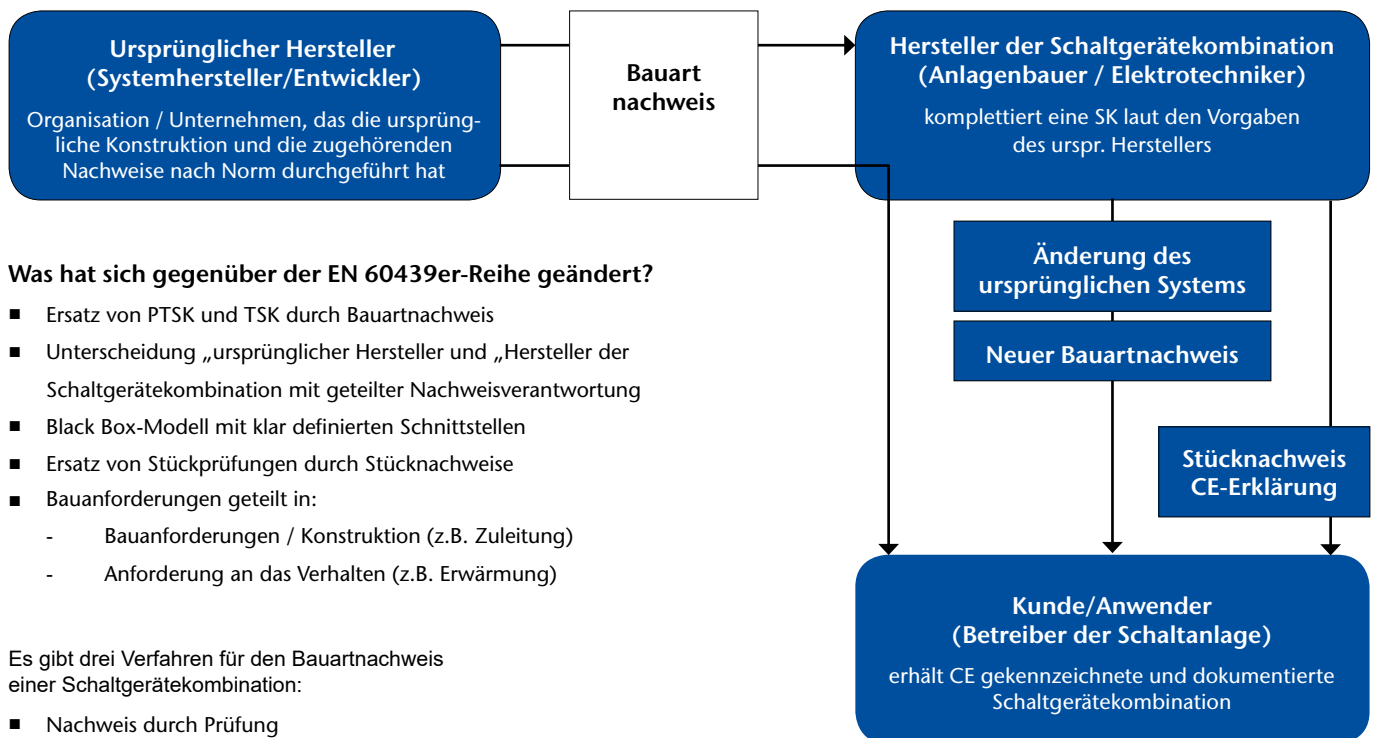 Ursprünglicher Hersteller
(Systemhersteller/Entwickler)
Organisation / Unternehmen, das die ursprüng-
liche Konstruktion und die zugehörenden
Nachweise nach Norm durchgeführt hat
Bauart
nachweis
Hersteller der Schaltgerätekombination
(Anlagenbauer / Elektrotechniker)
komplettiert eine SK laut den Vorgaben
des urspr. Herstellers
Änderung des
ursprünglichen Systems
Neuer Bauartnachweis
Stücknachweis
CE-Erklärung
Kunde/Anwender
(Betreiber der Schaltanlage)
erhält CE gekennzeichnete und dokumentierte
Schaltgerätekombination
Was hat sich gegenüber der EN 60439er-Reihe geändert?
■ Ersatz von PTSK und TSK durch Bauartnachweis
■ Unterscheidung „ursprünglicher Hersteller und „Hersteller der
Schaltgerätekombination mit geteilter Nachweisverantwortung
■ Black Box-Modell mit klar definierten Schnittstellen
■ Ersatz von Stückprüfungen durch Stücknachweise
■ Bauanforderungen geteilt in:
- Bauanforderungen / Konstruktion (z.B. Zuleitung)
- Anforderung an das Verhalten (z.B. Erwärmung)
Es gibt drei Verfahren für den Bauartnachweis
einer Schaltgerätekombination:
■ Nachweis durch Prüfung